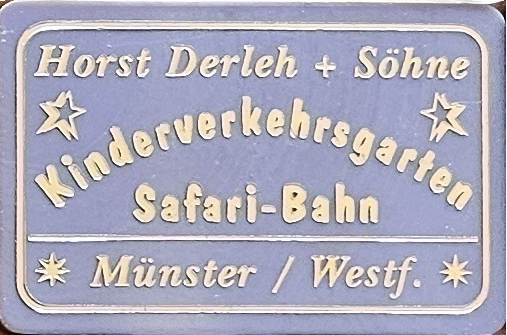 Horst Derleh + Söhne
Kinderverkehrsgarten
Safari-Bahn
Münster / Westf.